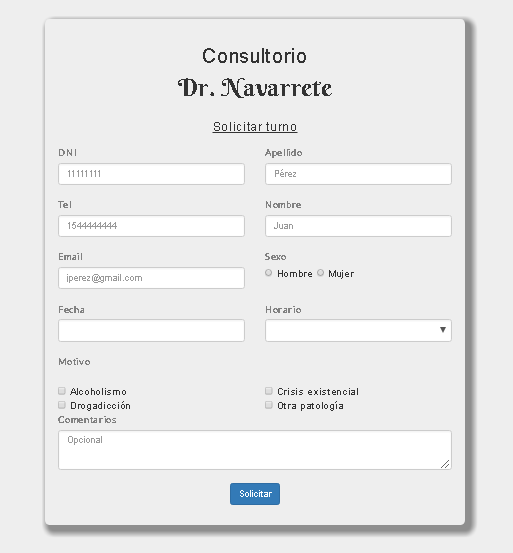 Consultorio
Dr. Navarrete
Solicitar turno
DNI Apellido
11111111 Pérez
Tel Nombre
1544444444 Juan
Email Sexo
jperez@gmail.com Hombre Mujer
Fecha Horario
Motivo
Alcoholismo Crisis existencial
Drogadicción Otra patología
Comentarios
Opcional
Solicitar